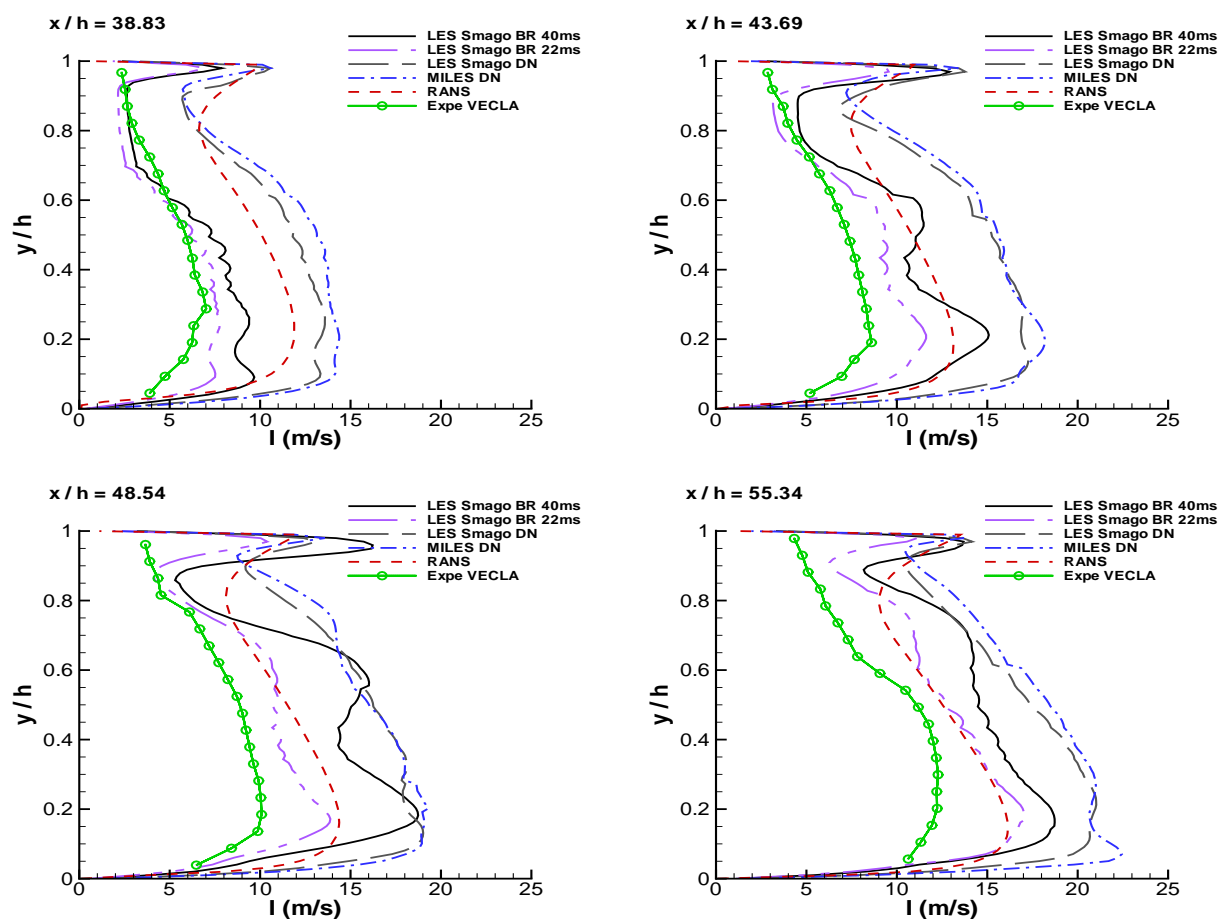 x / h = 38.83
LES Smago BR 40ms
LES Smago BR 22ms
LES Smago DN
MILES DN
RANS
Expe VECLA
y / h
1
0.8
0.6
0.4
0.2
0
0 5 10 15 20 25
I (m/s)
x / h = 43.69
LES Smago BR 40ms
LES Smago BR 22ms
LES Smago DN
MILES DN
RANS
Expe VECLA
y / h
1
0.8
0.6
0.4
0.2
0
0 5 10 15 20 25
I (m/s)
x / h = 48.54
LES Smago BR 40ms
LES Smago BR 22ms
LES Smago DN
MILES DN
RANS
Expe VECLA
y / h
1
0.8
0.6
0.4
0.2
0
0 5 10 15 20 25
I (m/s)
x / h = 55.34
LES Smago BR 40ms
LES Smago BR 22ms
LES Smago DN
MILES DN
RANS
Expe VECLA
y / h
1
0.8
0.6
0.4
0.2
0
0 5 10 15 20 25
I (m/s)